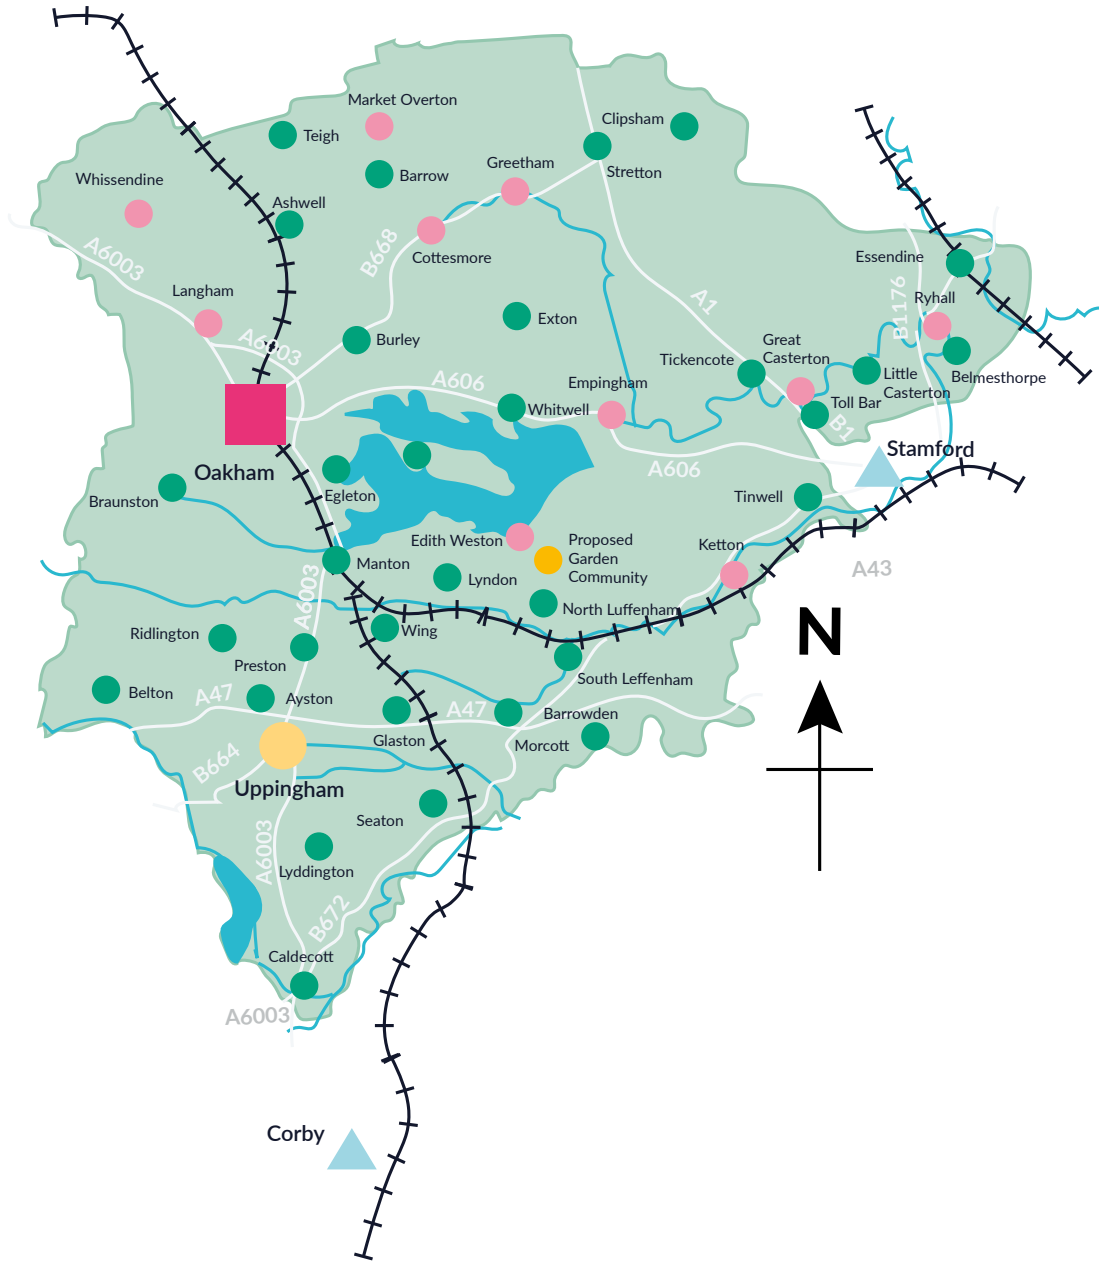 Market Overton
Clipsham
Teigh
Greetham
Stretton
Whissendine
Barrow
Ashwell
A6003
B668
Cottesmore
Essendine
Langham
A1
B1176
Ryhall
Exton
A6003
Burley
Great
Casterton
Tickencote
Little
Casterton
Belmesthorpe
A606
Empingham
Whitwell
Toll Bar
B1
Stamford
Oakham
A606
Egleton
Braunston
Tinwell
Edith Weston
Proposed
Garden
Community
Ketton
Manton
A43
Lyndon
A6003
North Luffenham
N
Ridlington
Wing
Preston
South Leffenham
Belton
A47
Ayston
A47
Barrowden
Glaston
Morcott
B664
Uppingham
Seaton
A6003
Lyddington
B672
Caldecott
A6003
Corby